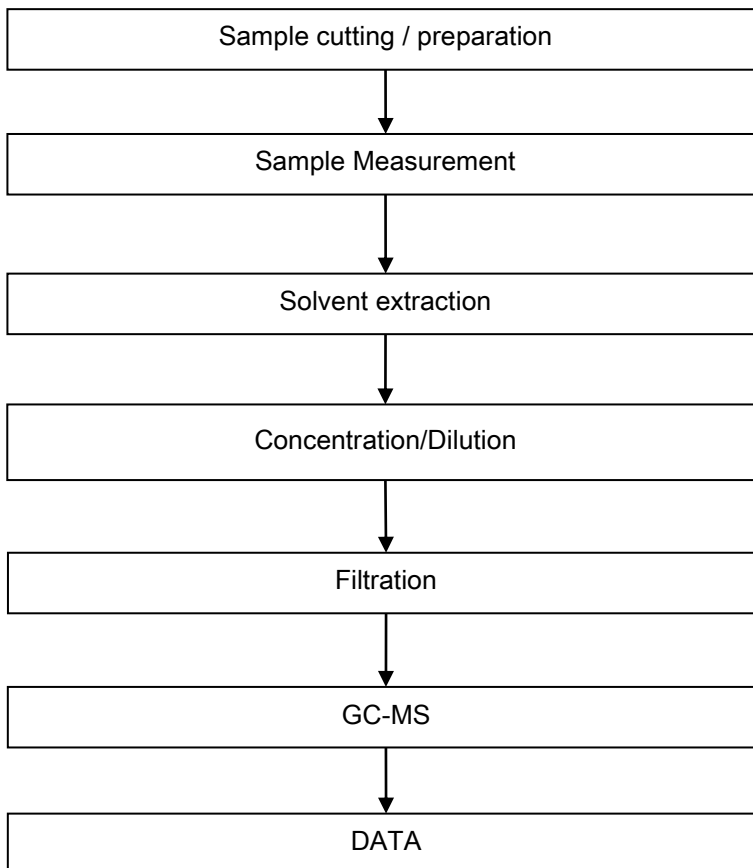 Sample cutting / preparation
Sample Measurement
Solvent extraction
Concentration/Dilution
Filtration
GC-MS
DATA